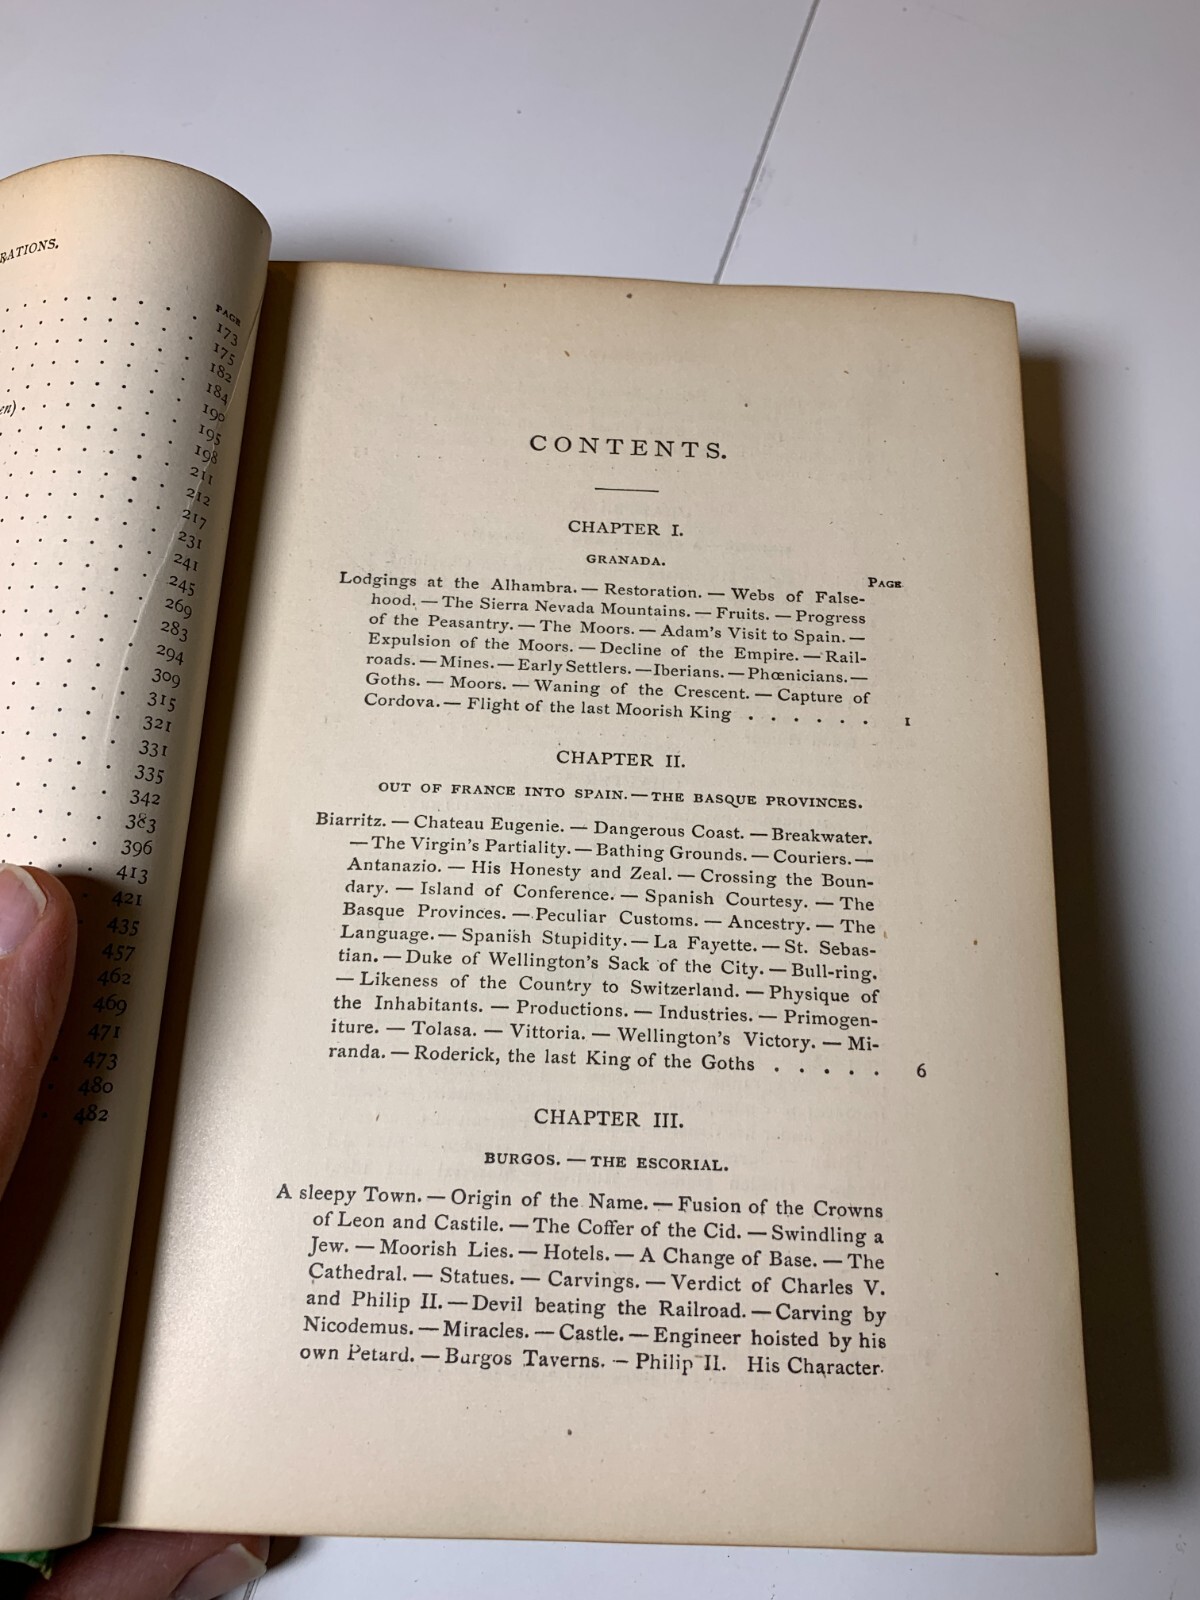 RATIONS.
PAGE
173
175
182
184
en)
190
195
198
211
212
217
231
241
245
269
283
294
309
315
321
331
335
342
383
396
413
421
435
457
462
469
471
473
480
482
CONTENTS.
CHAPTER I.
GRANADA.
PAGE
Lodgings at the Alhambra. — Restoration. — Webs of False-
hood. — The Sierra Nevada Mountains. — Fruits. — Progress
of the Peasantry. — The Moors. — Adam's Visit to Spain. —
Expulsion of the Moors. — Decline of the Empire. — Rail-
roads. — Mines. — Early Settlers. — Iberians. — Phœnicians. —
Goths. — Moors. — Waning of the Crescent. — Capture of
Cordova. — Flight of the last Moorish King . . . . . . 1
CHAPTER II.
OUT OF FRANCE INTO SPAIN. — THE BASQUE PROVINCES.
Biarritz. — Chateau Eugenie. — Dangerous Coast. — Breakwater.
— The Virgin's Partiality. — Bathing Grounds. — Couriers. —
Antanazio. — His Honesty and Zeal. — Crossing the Boun-
dary. — Island of Conference. — Spanish Courtesy. — The
Basque Provinces. — Peculiar Customs. — Ancestry. — The
Language. — Spanish Stupidity. — La Fayette. — St. Sebas-
tian. — Duke of Wellington's Sack of the City. — Bull-ring.
— Likeness of the Country to Switzerland. — Physique of
the Inhabitants. — Productions. — Industries. — Primogen-
iture. — Tolasa. — Vittoria. — Wellington's Victory. — Mi-
randa. — Roderick, the last King of the Goths . . . . . 6
CHAPTER III.
BURGOS. — THE ESCORIAL.
A sleepy Town. — Origin of the Name. — Fusion of the Crowns
of Leon and Castile. — The Coffer of the Cid. — Swindling a
Jew. — Moorish Lies. — Hotels. — A Change of Base. — The
Cathedral. — Statues. — Carvings. — Verdict of Charles V.
and Philip II. — Devil beating the Railroad. — Carving by
Nicodemus. — Miracles. — Castle. — Engineer hoisted by his
own Petard. — Burgos Taverns. — Philip II. His Character.